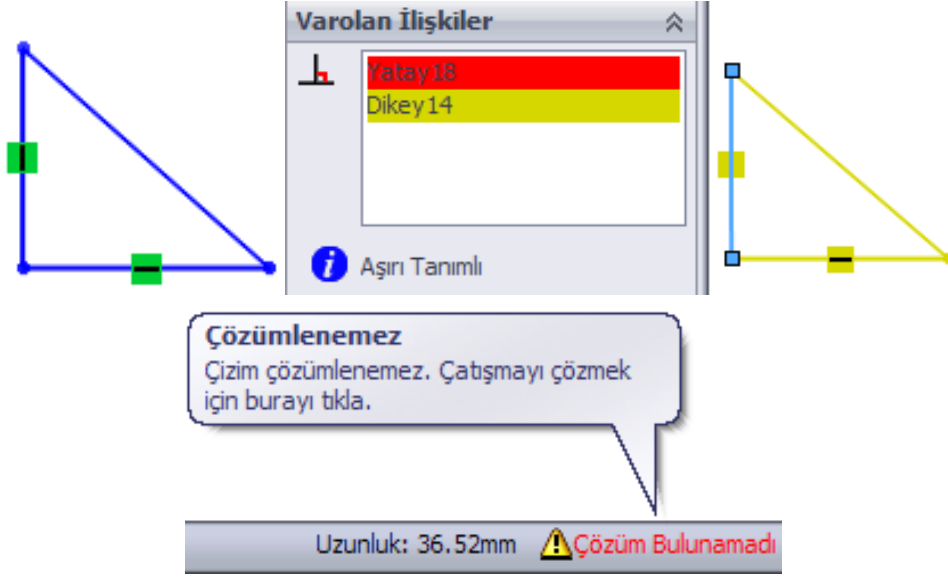 Varolan İlişkiler
Yatay18
Dikey14
Aşırı Tanımlı
Çözümlenemez
Çizim çözümlenemez. Çatışmayı çözmek
için burayı tıkla.
Uzunluk: 36.52mm Çözüm Bulunamadı